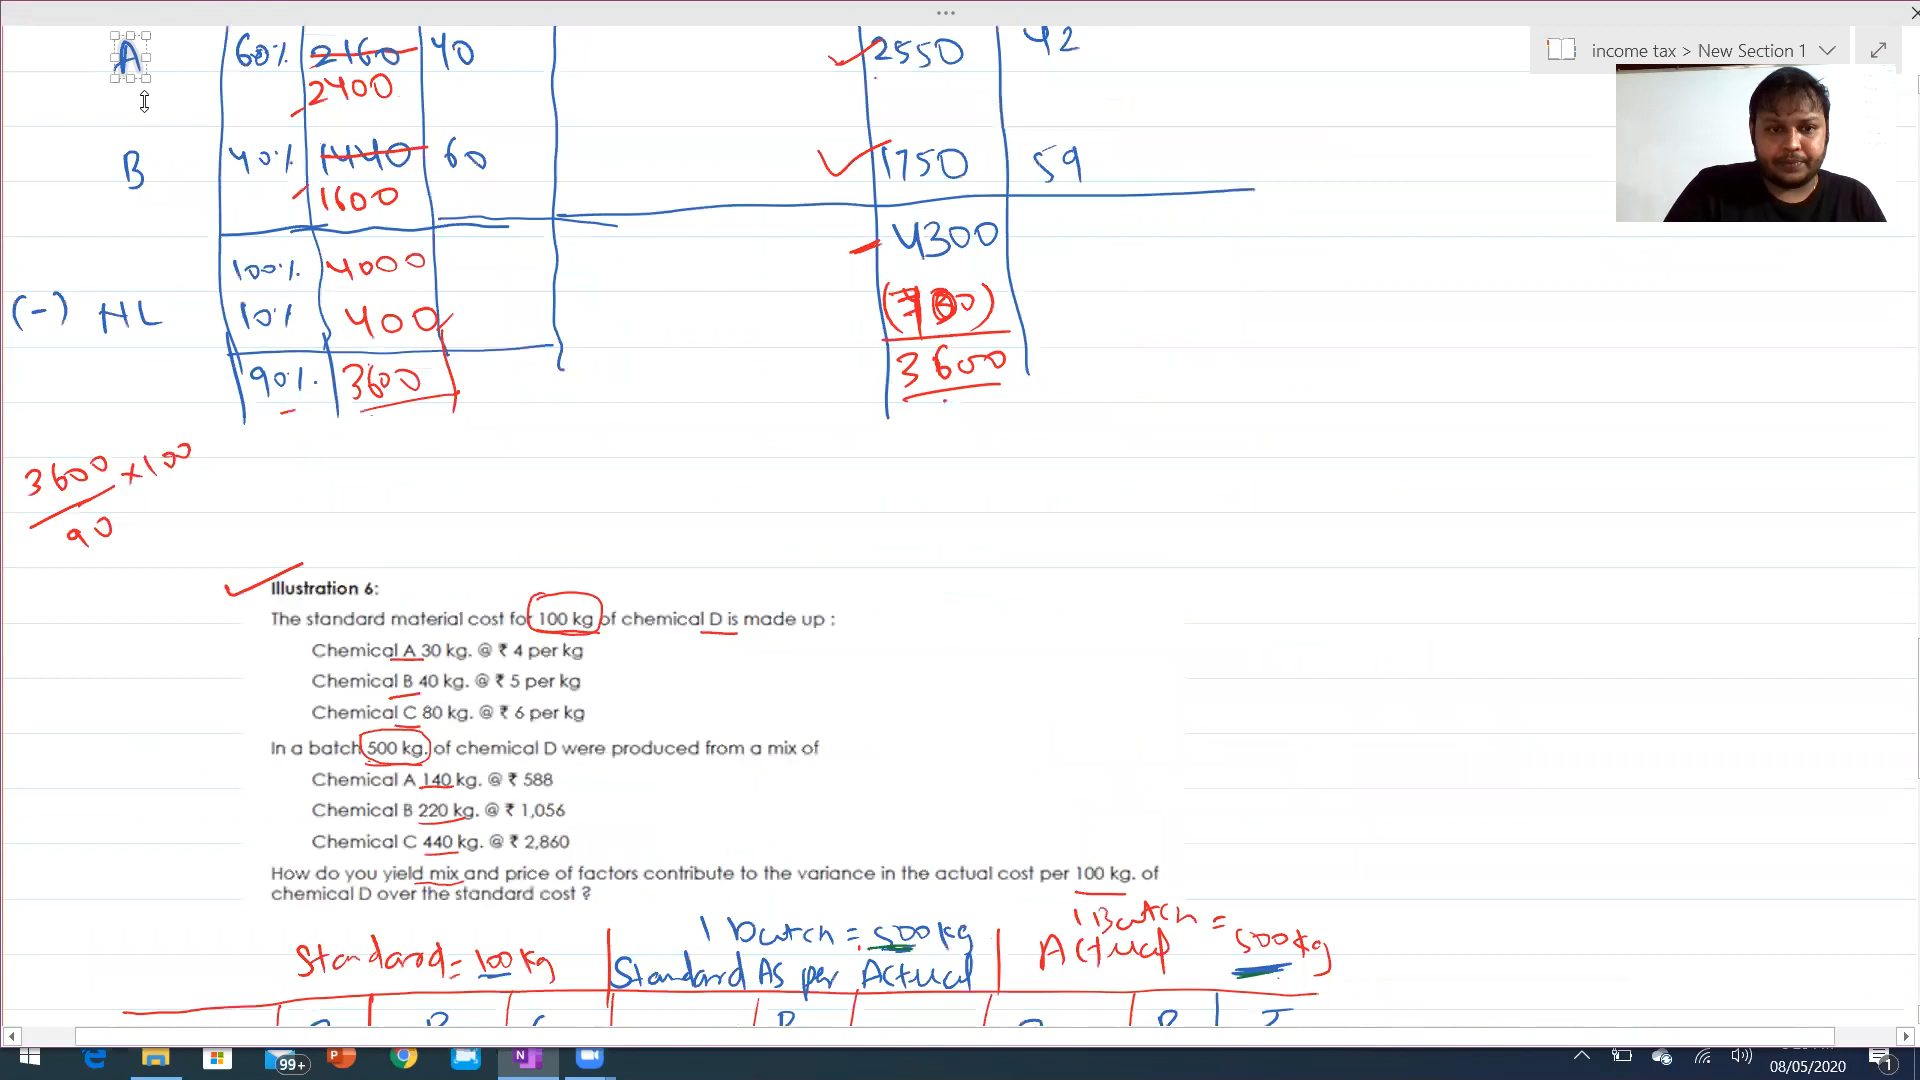 income tax > New Section 1
A 60% 2160 40 2550 42
2400
B 40% 1440 60 1750 59
1600
4300
100% 4000
(-) NL 10% 400
90% 3600 3600
3600 × 100
90
Illustration 6:
The standard material cost for 100 kg of chemical D is made up :
Chemical A 30 kg. @ ₹ 4 per kg
Chemical B 40 kg. @ ₹ 5 per kg
Chemical C 80 kg. @ ₹ 6 per kg
In a batch 500 kg. of chemical D were produced from a mix of
Chemical A 140 kg. @ ₹ 588
Chemical B 220 kg. @ ₹ 1,056
Chemical C 440 kg. @ ₹ 2,860
How do you yield mix and price of factors contribute to the variance in the actual cost per 100 kg. of
chemical D over the standard cost ?
1 batch = 500 kg 1 Batch =
Standard = 100 kg Standard As per Actual Actual 500 kg
99+
08/05/2020
1